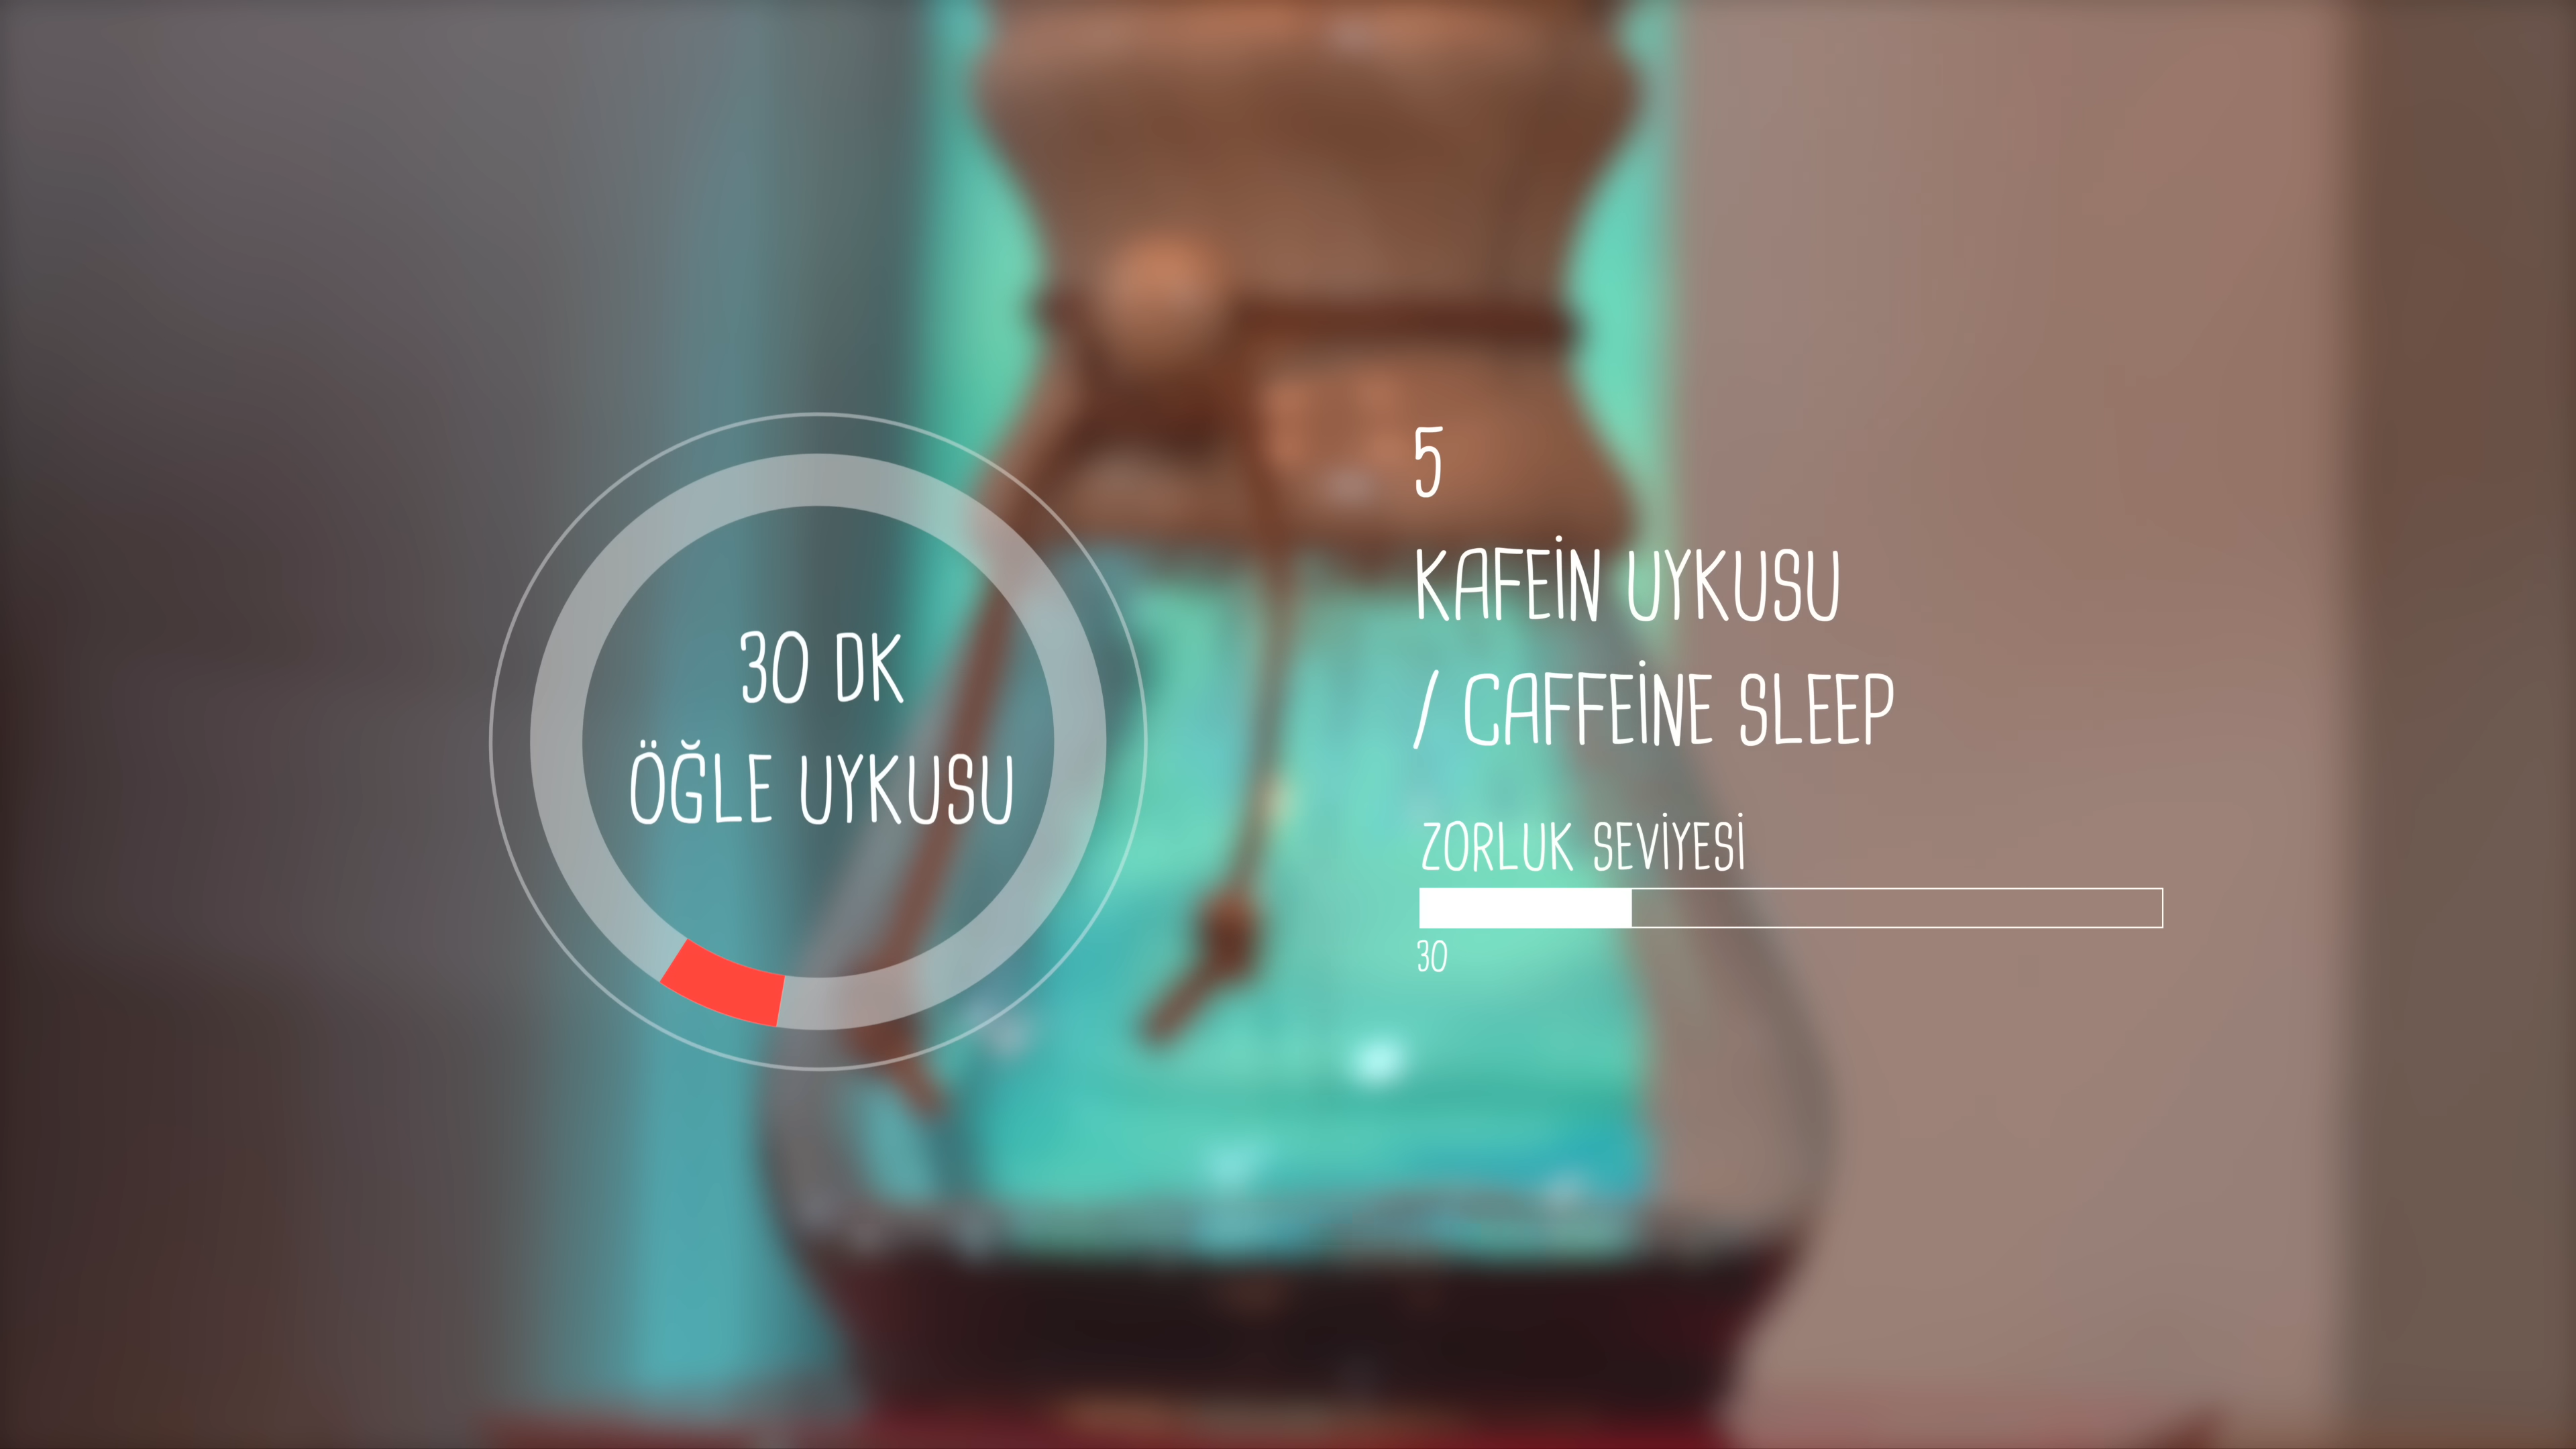 30 DK
ÖĞLE UYKUSU
5
KAFEİN UYKUSU
/ CAFFEİNE SLEEP
ZORLUK SEVİYESİ
30